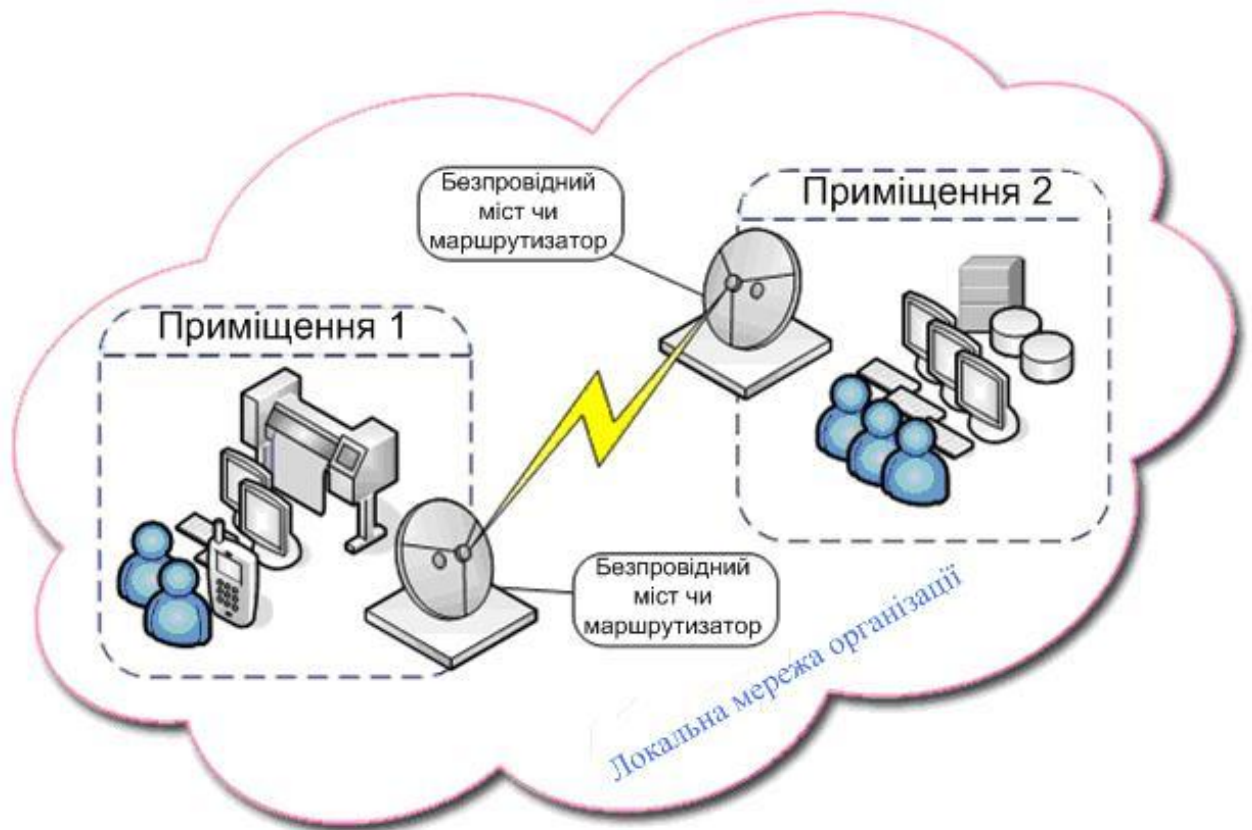 Безпровідний
міст чи
маршрутизатор
Приміщення 2
Приміщення 1
Безпровідний
міст чи
маршрутизатор
Локальна мережа організації